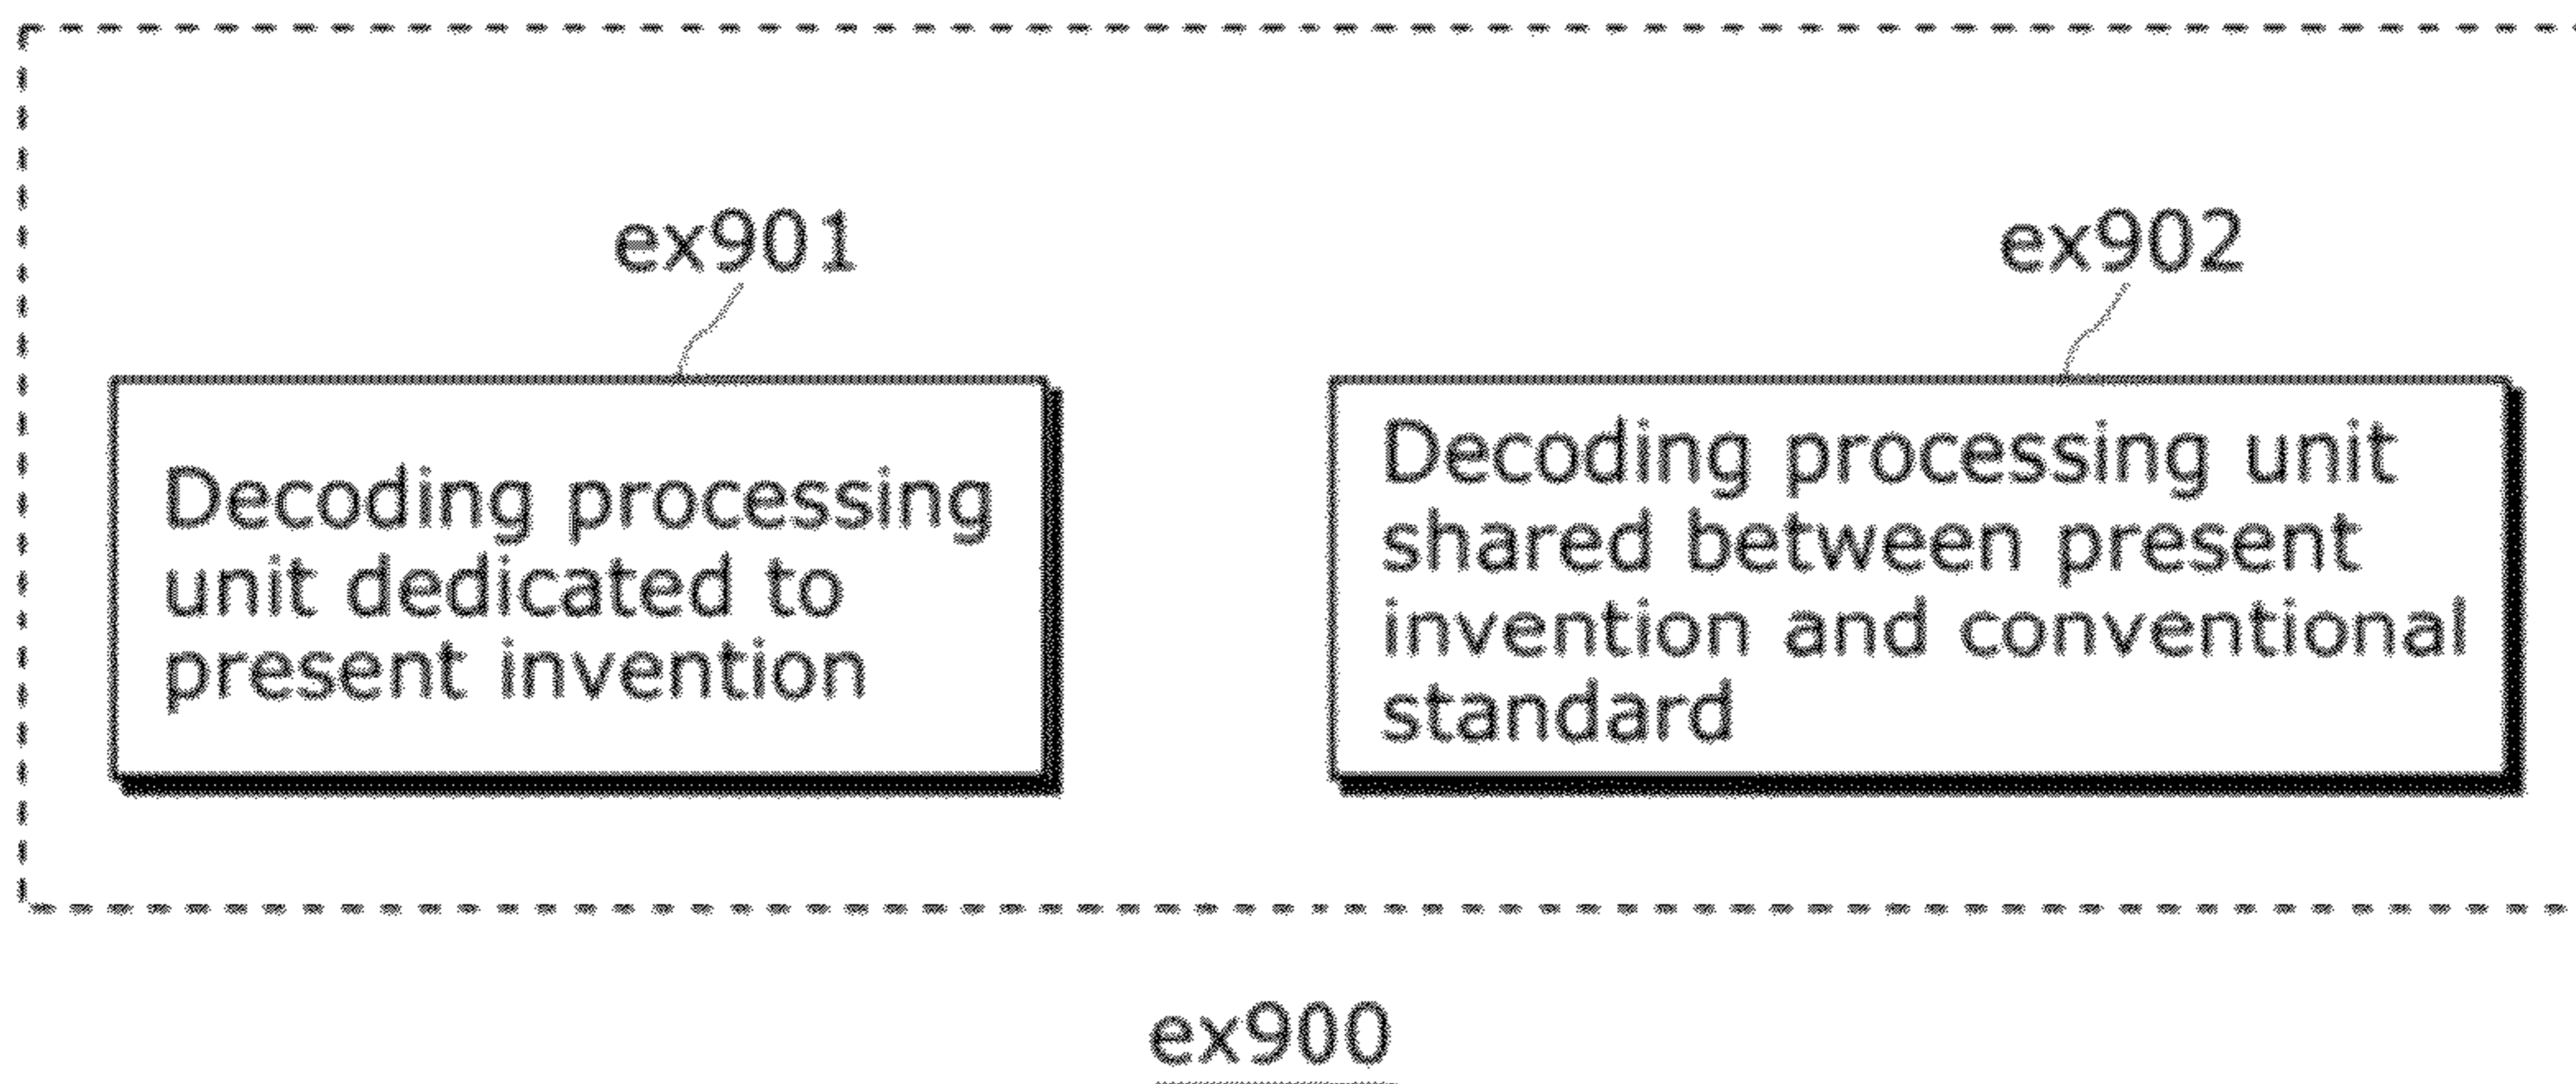 ex901
Decoding processing
unit dedicated to
present invention
ex902
Decoding processing unit
shared between present
invention and conventional
standard
ex900